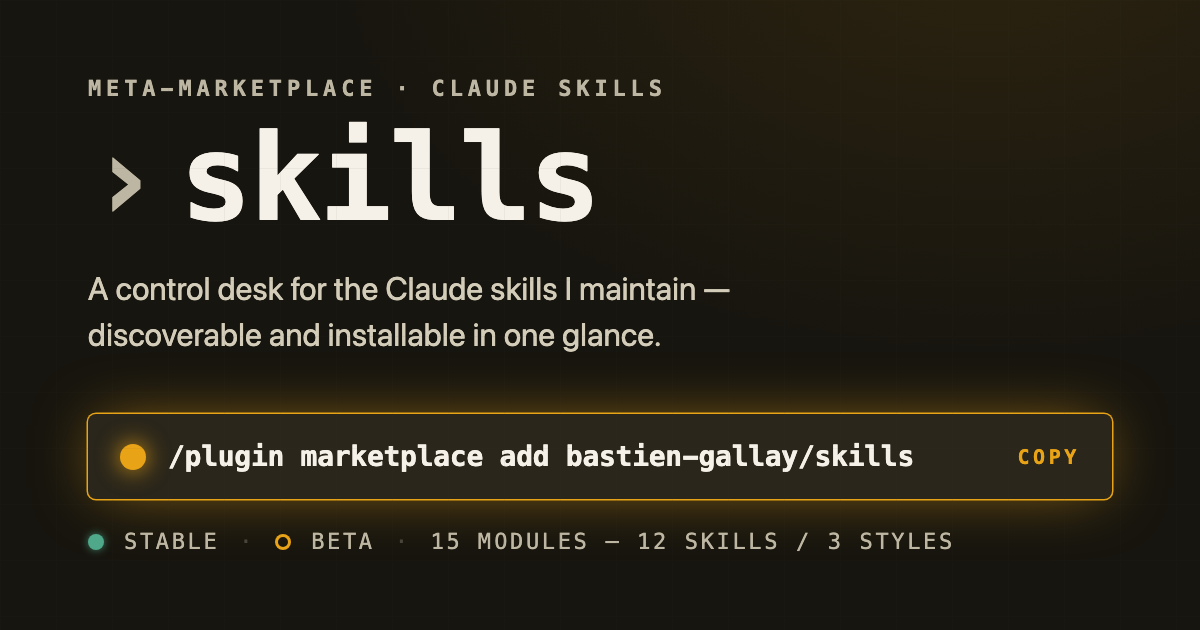 META–MARKETPLACE · CLAUDE SKILLS
› skills
A control desk for the Claude skills I maintain —
discoverable and installable in one glance.
/plugin marketplace add bastien–gallay/skills COPY
STABLE · BETA · 15 MODULES — 12 SKILLS / 3 STYLES